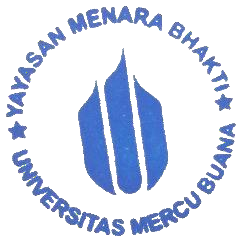 YAYASAN MENARA BHAKTI
UNIVERSITAS MERCU BUANA